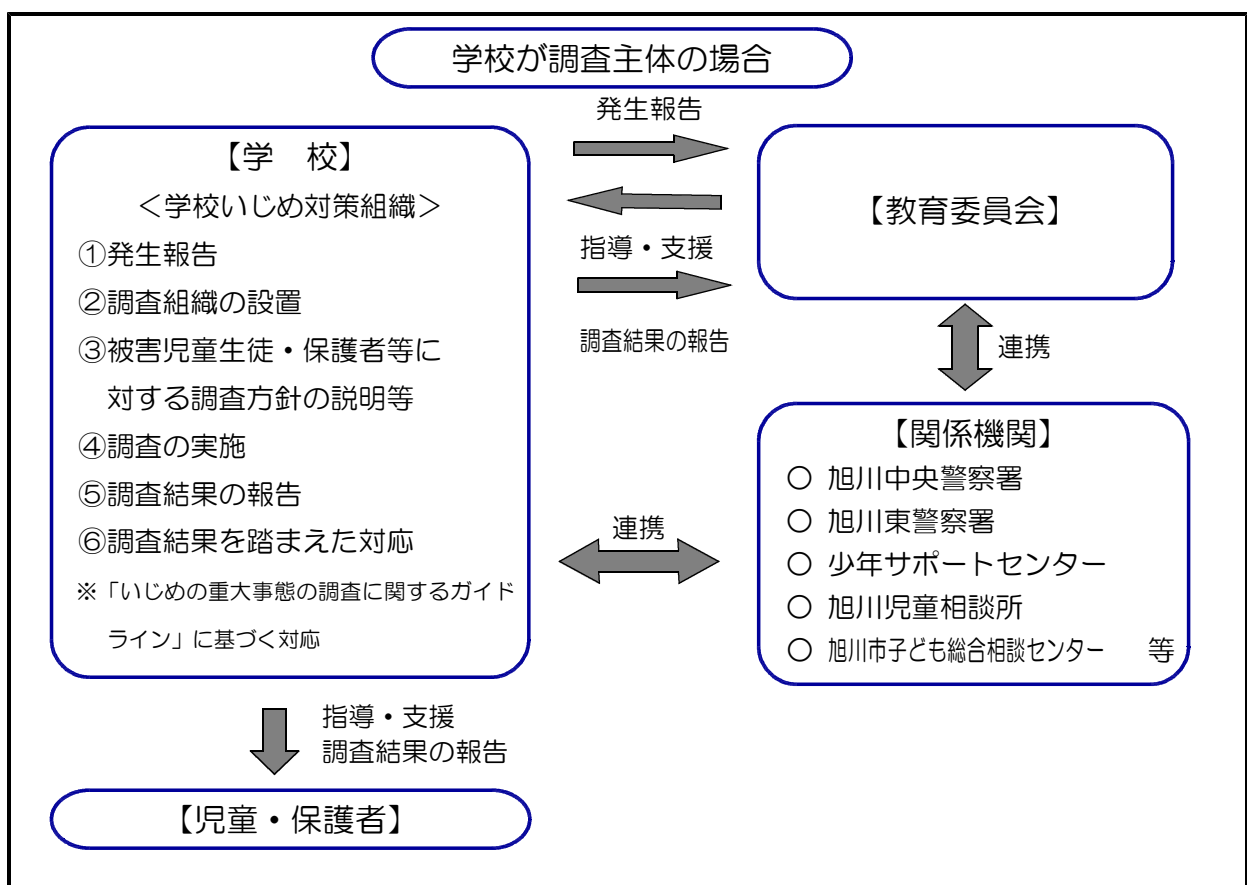 学校が調査主体の場合
発生報告
【学　校】
＜学校いじめ対策組織＞
①発生報告
②調査組織の設置
③被害児童生徒・保護者等に
対する調査方針の説明等
④調査の実施
⑤調査結果の報告
⑥調査結果を踏まえた対応
※「いじめの重大事態の調査に関するガイド
ライン」に基づく対応
指導・支援
調査結果の報告
【教育委員会】
連携
【関係機関】
○ 旭川中央警察署
○ 旭川東警察署
○ 少年サポートセンター
○ 旭川児童相談所
○ 旭川市子ども総合相談センター　等
連携
指導・支援
調査結果の報告
【児童・保護者】